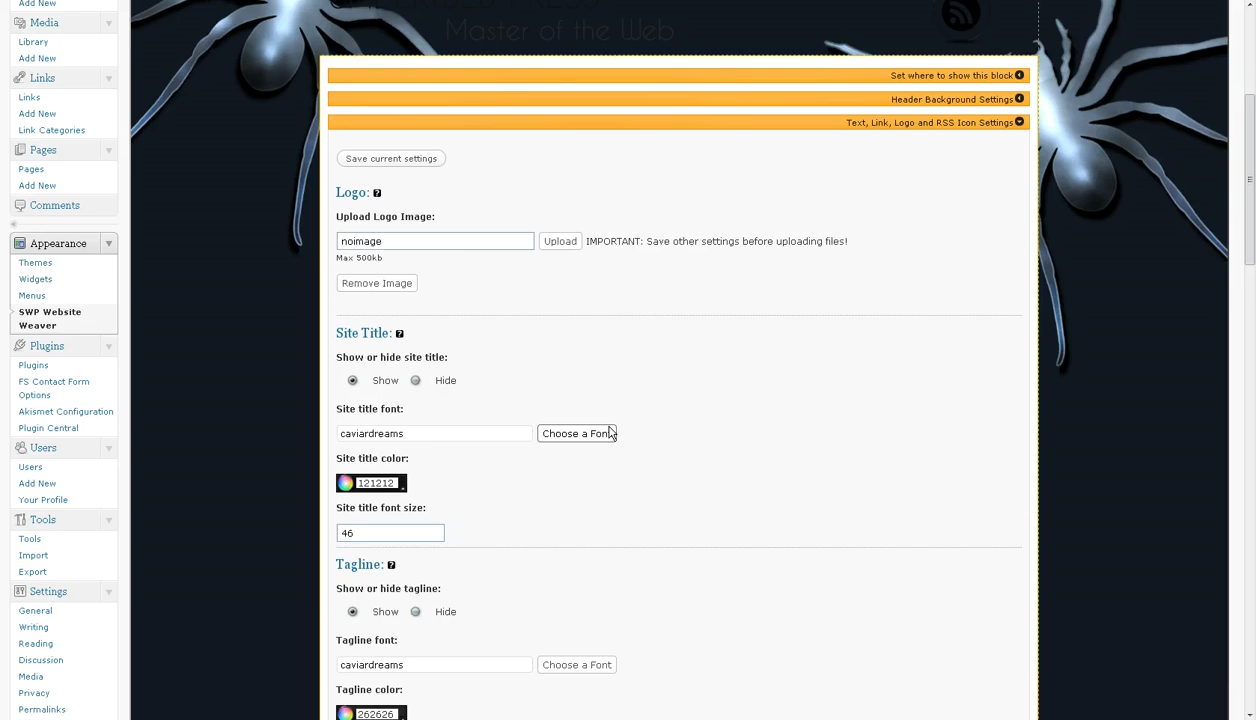 Add New
Media
Library
Add New
Links
Links
Add New
Link Categories
Pages
Pages
Add New
Comments
Appearance
Themes
Widgets
Menus
SWP Website
Weaver
Plugins
Plugins
FS Contact Form
Options
Akismet Configuration
Plugin Central
Users
Users
Add New
Your Profile
Tools
Tools
Import
Export
Settings
General
Writing
Reading
Discussion
Media
Privacy
Permalinks
Master of the Web
Set where to show this block
Header Background Settings
Text, Link, Logo and RSS Icon Settings
Save current settings
Logo: ?
Upload Logo Image:
noimage Upload IMPORTANT: Save other settings before uploading files!
Max 500kb
Remove Image
Site Title: ?
Show or hide site title:
Show Hide
Site title font:
caviardreams Choose a Font
Site title color:
121212
Site title font size:
46
Tagline: ?
Show or hide tagline:
Show Hide
Tagline font:
caviardreams Choose a Font
Tagline color:
262626